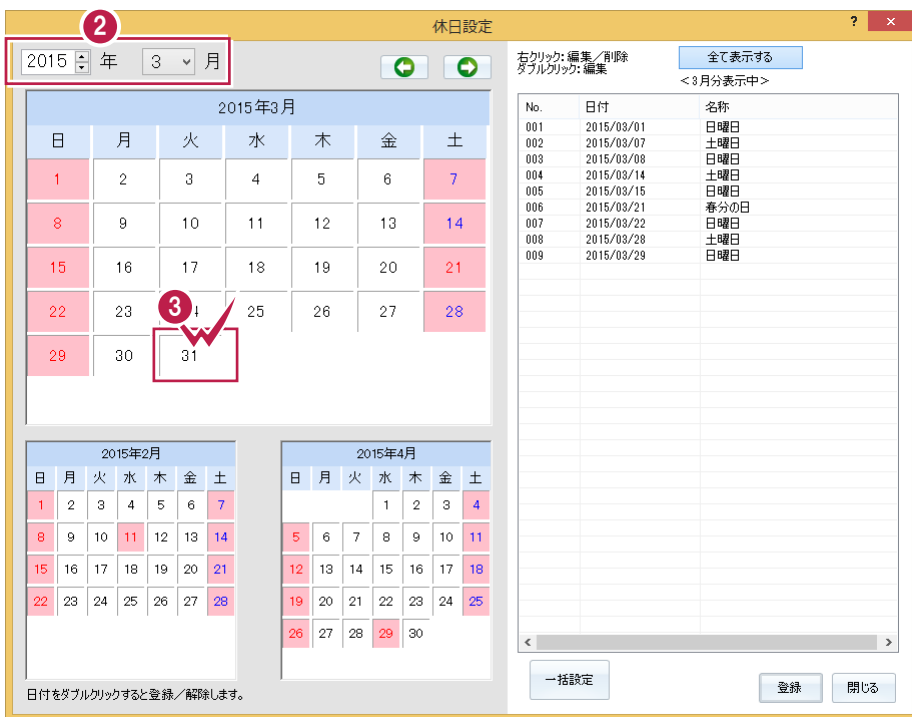 休日設定
? ×
2
2015 年 3 月
2015年3月
日 月 火 水 木 金 土
1 2 3 4 5 6 7
8 9 10 11 12 13 14
15 16 17 18 19 20 21
22 23 3 25 26 27 28
29 30 31
2015年2月
日 月 火 水 木 金 土
1 2 3 4 5 6 7
8 9 10 11 12 13 14
15 16 17 18 19 20 21
22 23 24 25 26 27 28
2015年4月
日 月 火 水 木 金 土
1 2 3 4
5 6 7 8 9 10 11
12 13 14 15 16 17 18
19 20 21 22 23 24 25
26 27 28 29 30
日付をダブルクリックすると登録／解除します。
右クリック：編集／削除
ダブルクリック：編集
全て表示する
<3月分表示中>
No. 日付 名称
001 2015/03/01 日曜日
002 2015/03/07 土曜日
003 2015/03/08 日曜日
004 2015/03/14 土曜日
005 2015/03/15 日曜日
006 2015/03/21 春分の日
007 2015/03/22 日曜日
008 2015/03/28 土曜日
009 2015/03/29 日曜日
一括設定
登録 閉じる